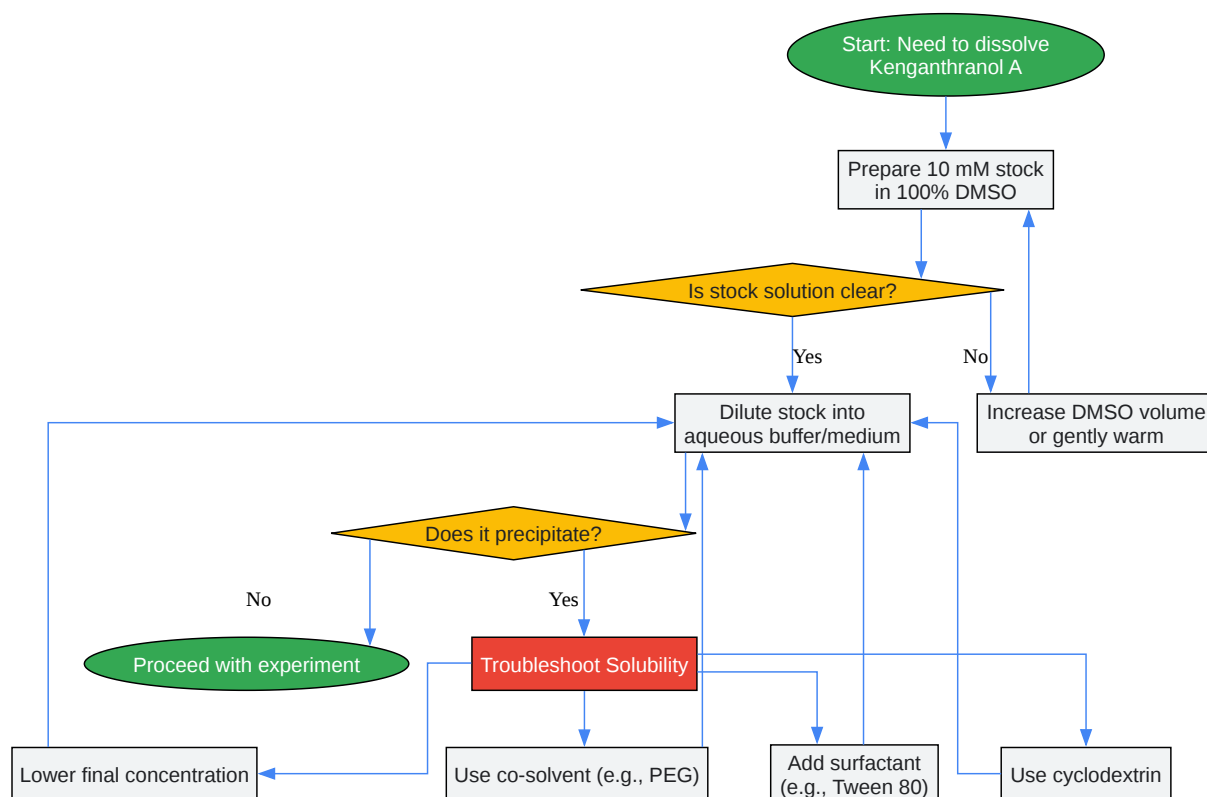 Start: Need to dissolve
Kenganthranol A
Prepare 10 mM stock
in 100% DMSO
Is stock solution clear?
Yes
No
Dilute stock into
aqueous buffer/medium
Increase DMSO volume
or gently warm
Does it precipitate?
No
Yes
Proceed with experiment
Troubleshoot Solubility
Lower final concentration
Use co-solvent (e.g., PEG)
Add surfactant
(e.g., Tween 80)
Use cyclodextrin